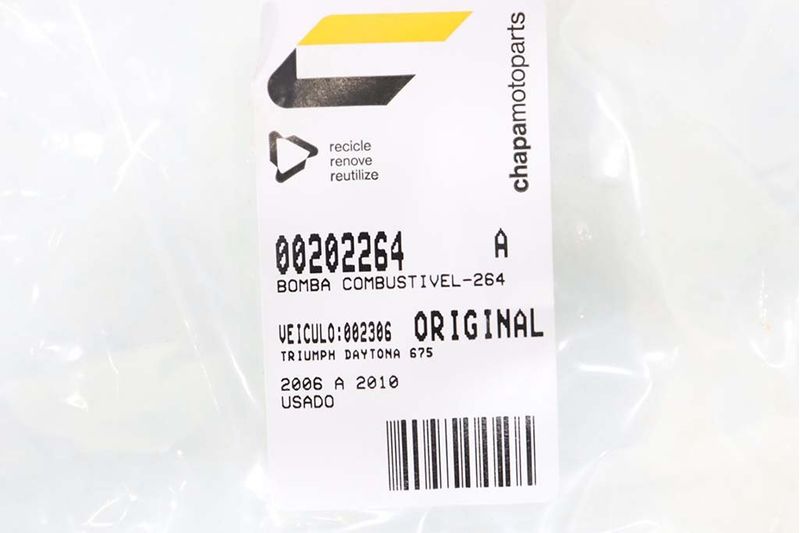 chapamotoparts
recicle
renove
reutilize
00202264 A
BOMBA COMBUSTIVEL-264
VEICULO:002306 ORIGINAL
TRIUMPH DAYTONA 675
2006 A 2010
USADO